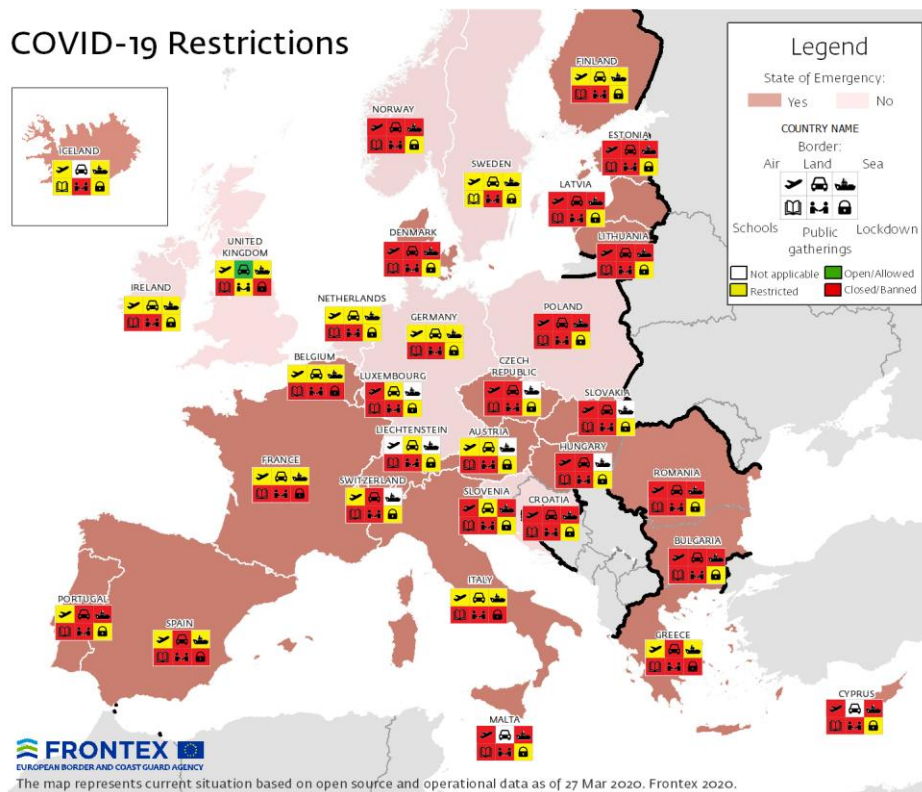 COVID-19 Restrictions
Legend
State of Emergency:
Yes
No
COUNTRY NAME
Border:
Air
Land
Sea
Schools
Public
gatherings
Lockdown
Not applicable
Open/Allowed
Restricted
Closed/Banned
FINLAND
ICELAND
NORWAY
ESTONIA
SWEDEN
LATVIA
DENMARK
LITHUANIA
UNITED
KINGDOM
IRELAND
NETHERLANDS
GERMANY
POLAND
BELGIUM
LUXEMBOURG
CZECH
REPUBLIC
SLOVAKIA
LIECHTENSTEIN
AUSTRIA
HUNGARY
FRANCE
SWITZERLAND
SLOVENIA
CROATIA
ROMANIA
BULGARIA
ITALY
PORTUGAL
SPAIN
GREECE
CYPRUS
MALTA
FRONTEX
EUROPEAN BORDER AND COAST GUARD AGENCY
The map represents current situation based on open source and operational data as of 27 Mar 2020. Frontex 2020.